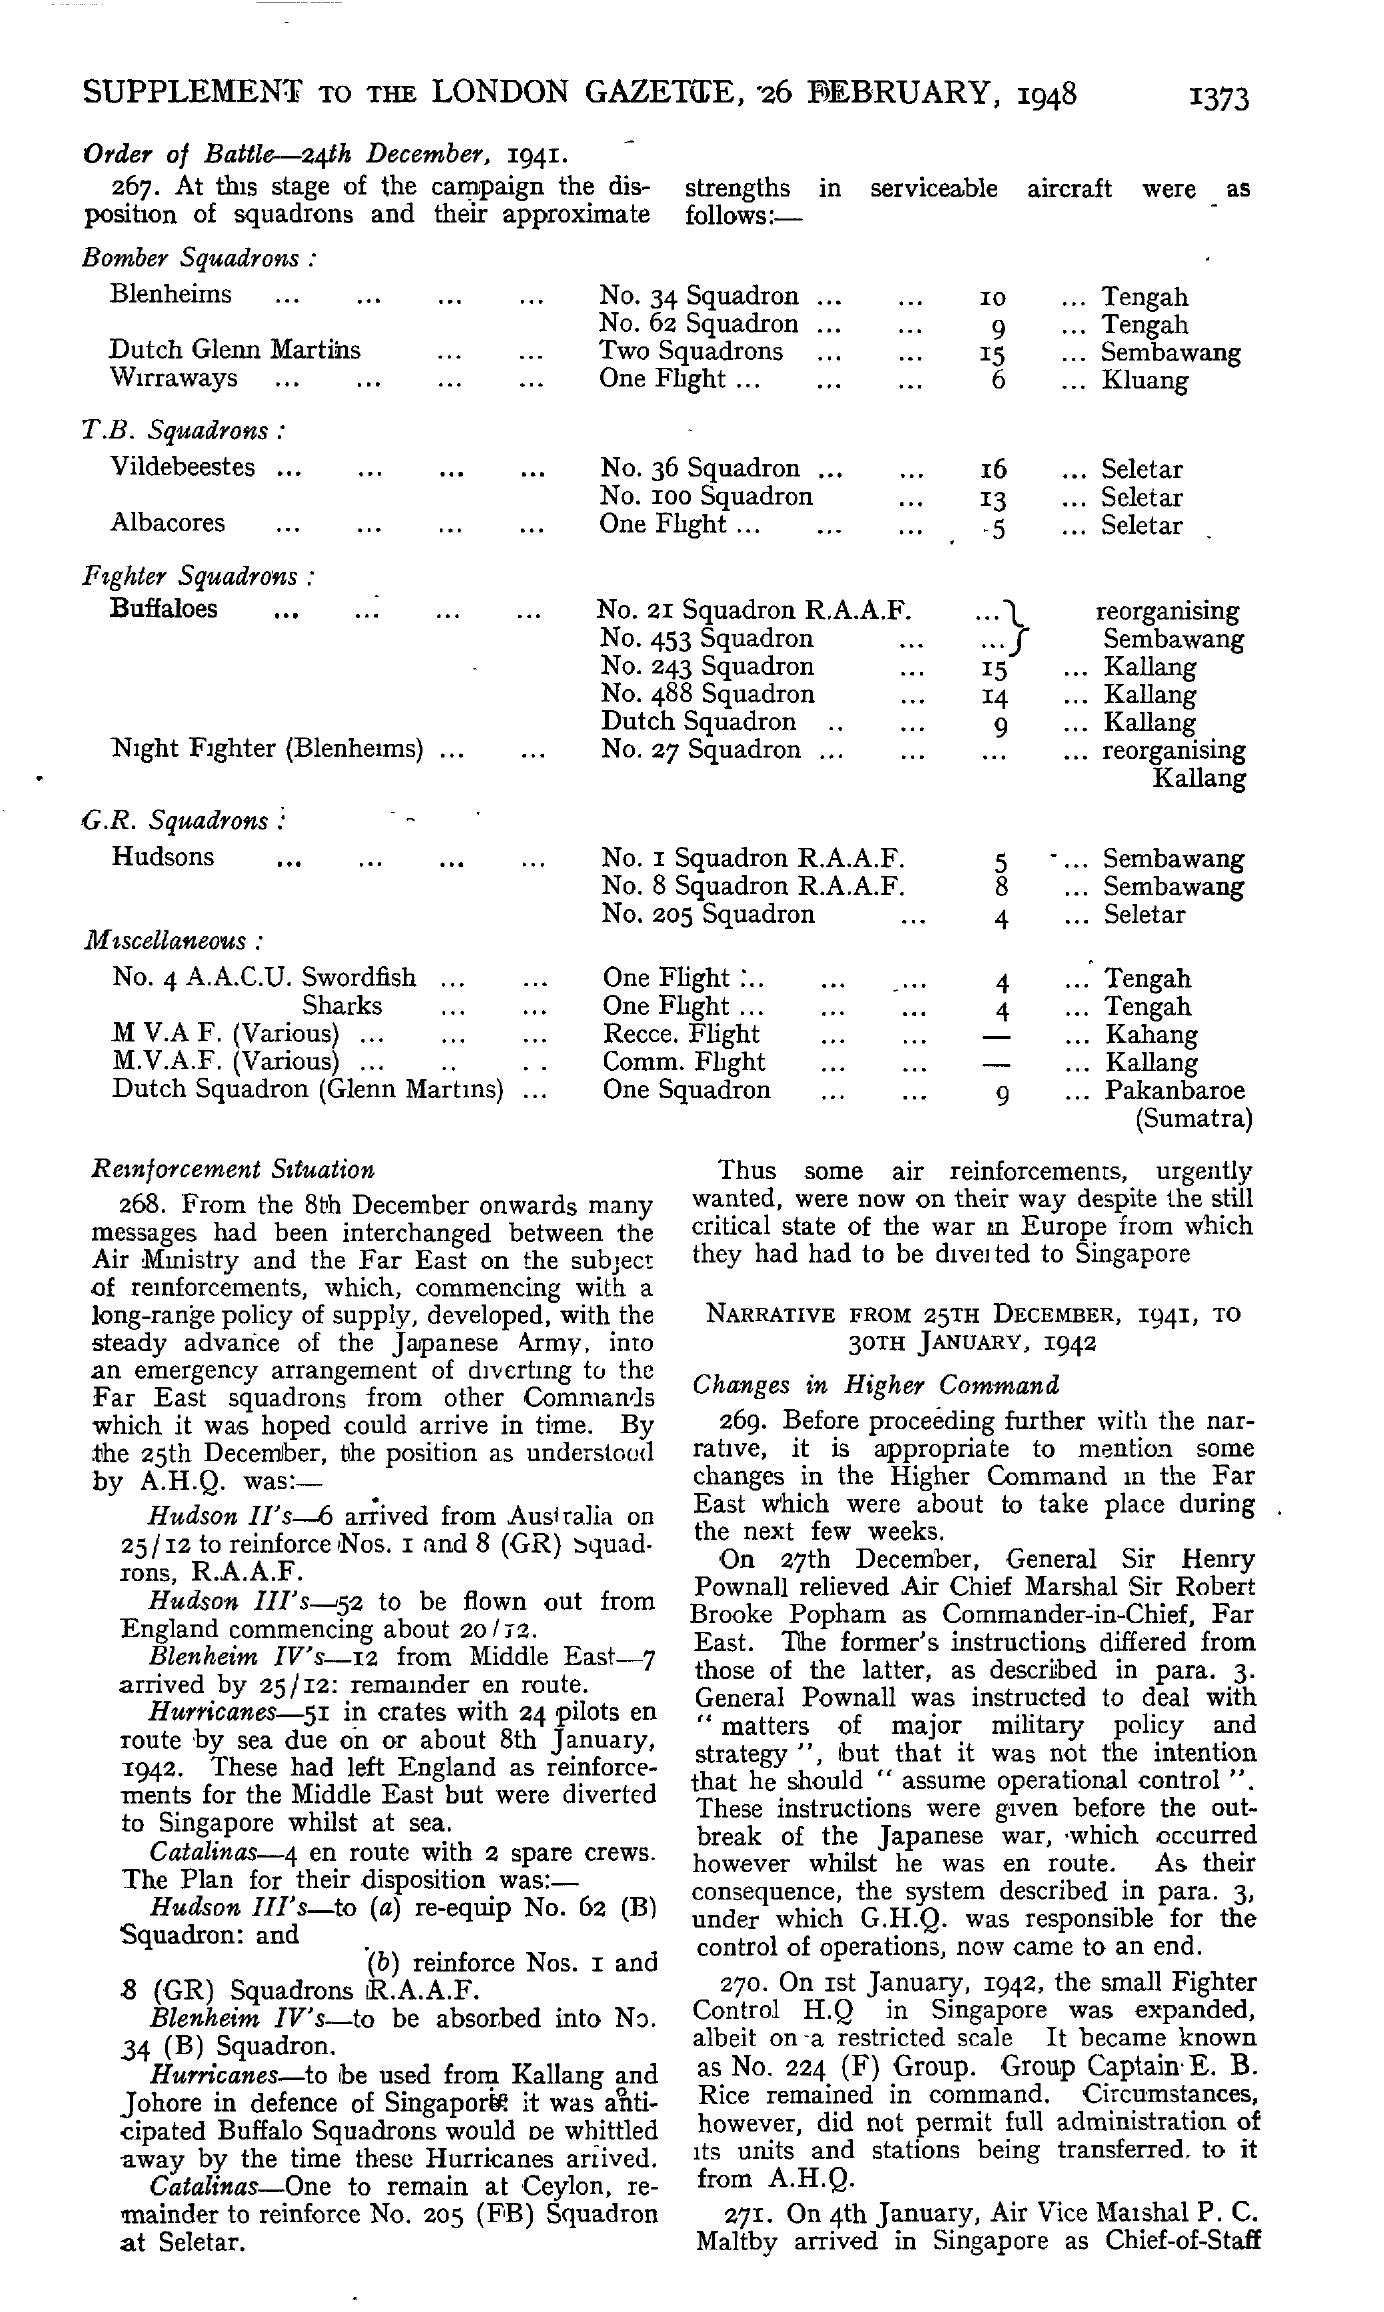 SUPPLEMENT TO THE LONDON GAZETTE, 26 FEBRUARY, 1948 1373
Order of Battle—24th December, 1941.
267. At this stage of the campaign the dis-
position of squadrons and their approximate
strengths in serviceable aircraft were as
follows:—
Bomber Squadrons :
Blenheims ... ... ... ... No. 34 Squadron ... ... 10 ... Tengah
No. 62 Squadron ... ... 9 ... Tengah
Dutch Glenn Martins ... ... Two Squadrons ... ... 15 ... Sembawang
Wirraways ... ... ... ... One Flight ... ... ... 6 ... Kluang
T.B. Squadrons :
Vildebeestes ... ... ... ... No. 36 Squadron ... ... 16 ... Seletar
No. 100 Squadron ... 13 ... Seletar
Albacores ... ... ... ... One Flight ... ... ... 5 ... Seletar
Fighter Squadrons :
Buffaloes ... ... ... ... No. 21 Squadron R.A.A.F. ...} reorganising
No. 453 Squadron ... ...} Sembawang
No. 243 Squadron ... 15 ... Kallang
No. 488 Squadron ... 14 ... Kallang
Dutch Squadron .. ... 9 ... Kallang
Night Fighter (Blenheims) ... ... No. 27 Squadron ... ... ... ... reorganising
Kallang
G.R. Squadrons :
Hudsons ... ... ... ... No. 1 Squadron R.A.A.F. 5 ... Sembawang
No. 8 Squadron R.A.A.F. 8 ... Sembawang
No. 205 Squadron ... 4 ... Seletar
Miscellaneous :
No. 4 A.A.C.U. Swordfish ... ... One Flight ... ... ... 4 ... Tengah
Sharks ... ... One Flight ... ... ... 4 ... Tengah
M V.A F. (Various) ... ... ... Recce. Flight ... ... — ... Kahang
M.V.A.F. (Various) ... .. . . Comm. Flight ... ... — ... Kallang
Dutch Squadron (Glenn Martins) ... One Squadron ... ... 9 ... Pakanbaroe
(Sumatra)
Reinforcement Situation
268. From the 8th December onwards many
messages had been interchanged between the
Air Ministry and the Far East on the subject
of reinforcements, which, commencing with a
long-range policy of supply, developed, with the
steady advance of the Japanese Army, into
an emergency arrangement of diverting to the
Far East squadrons from other Commands
which it was hoped could arrive in time. By
the 25th December, the position as understood
by A.H.Q. was:—
Hudson II's—6 arrived from Australia on
25/12 to reinforce Nos. 1 and 8 (GR) Squad-
rons, R.A.A.F.
Hudson III's—52 to be flown out from
England commencing about 20/12.
Blenheim IV's—12 from Middle East—7
arrived by 25/12: remainder en route.
Hurricanes—51 in crates with 24 pilots en
route by sea due on or about 8th January,
1942. These had left England as reinforce-
ments for the Middle East but were diverted
to Singapore whilst at sea.
Catalinas—4 en route with 2 spare crews.
The Plan for their disposition was:—
Hudson III's—to (a) re-equip No. 62 (B)
Squadron: and
(b) reinforce Nos. 1 and
8 (GR) Squadrons R.A.A.F.
Blenheim IV's—to be absorbed into No.
34 (B) Squadron.
Hurricanes—to be used from Kallang and
Johore in defence of Singapore: it was anti-
cipated Buffalo Squadrons would be whittled
away by the time these Hurricanes arrived.
Catalinas—One to remain at Ceylon, re-
mainder to reinforce No. 205 (FB) Squadron
at Seletar.
Thus some air reinforcements, urgently
wanted, were now on their way despite the still
critical state of the war in Europe from which
they had had to be diverted to Singapore
NARRATIVE FROM 25TH DECEMBER, 1941, TO
30TH JANUARY, 1942
Changes in Higher Command
269. Before proceeding further with the nar-
rative, it is appropriate to mention some
changes in the Higher Command in the Far
East which were about to take place during
the next few weeks.
On 27th December, General Sir Henry
Pownall relieved Air Chief Marshal Sir Robert
Brooke Popham as Commander-in-Chief, Far
East. The former's instructions differed from
those of the latter, as described in para. 3.
General Pownall was instructed to deal with
" matters of major military policy and
strategy ", but that it was not the intention
that he should " assume operational control ".
These instructions were given before the out-
break of the Japanese war, which occurred
however whilst he was en route. As their
consequence, the system described in para. 3,
under which G.H.Q. was responsible for the
control of operations, now came to an end.
270. On 1st January, 1942, the small Fighter
Control H.Q in Singapore was expanded,
albeit on a restricted scale It became known
as No. 224 (F) Group. Group Captain E. B.
Rice remained in command. Circumstances,
however, did not permit full administration of
its units and stations being transferred to it
from A.H.Q.
271. On 4th January, Air Vice Marshal P. C.
Maltby arrived in Singapore as Chief-of-Staff